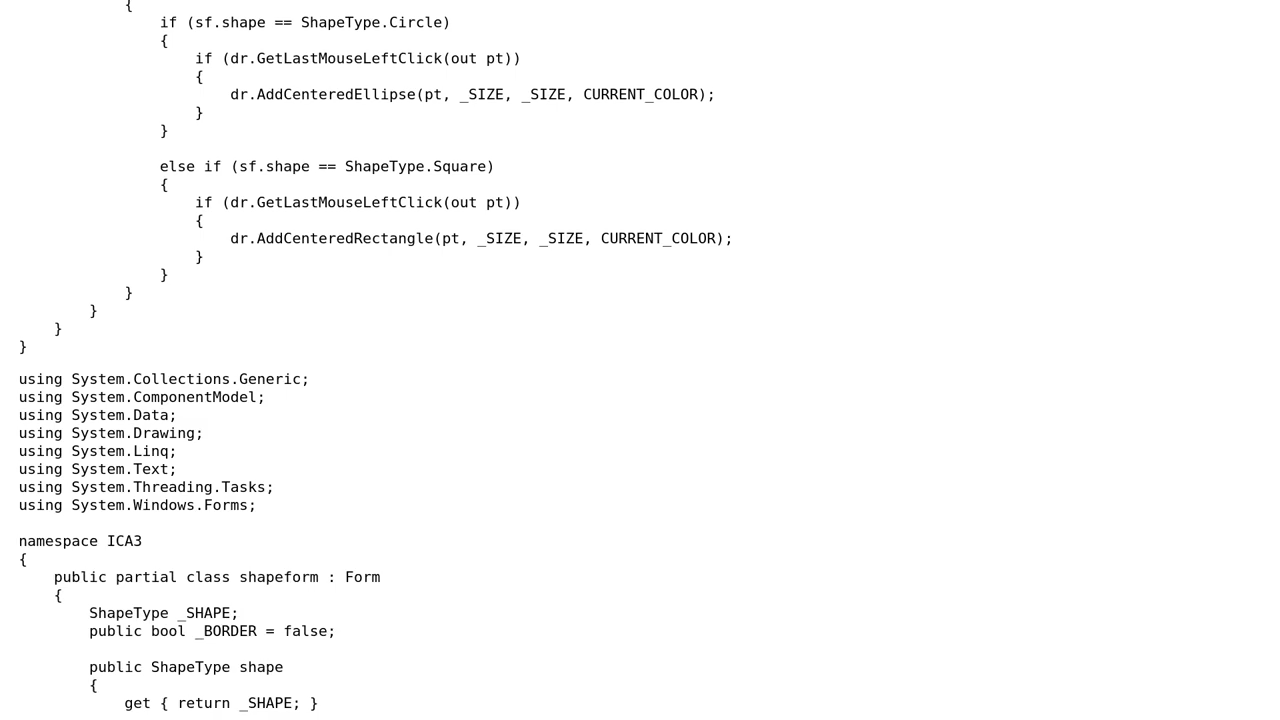 {
if (sf.shape == ShapeType.Circle)
{
if (dr.GetLastMouseLeftClick(out pt))
{
dr.AddCenteredEllipse(pt, _SIZE, _SIZE, CURRENT_COLOR);
}
}
else if (sf.shape == ShapeType.Square)
{
if (dr.GetLastMouseLeftClick(out pt))
{
dr.AddCenteredRectangle(pt, _SIZE, _SIZE, CURRENT_COLOR);
}
}
}
}
}
}
using System.Collections.Generic;
using System.ComponentModel;
using System.Data;
using System.Drawing;
using System.Linq;
using System.Text;
using System.Threading.Tasks;
using System.Windows.Forms;
namespace ICA3
{
public partial class shapeform : Form
{
ShapeType _SHAPE;
public bool _BORDER = false;
public ShapeType shape
{
get { return _SHAPE; }